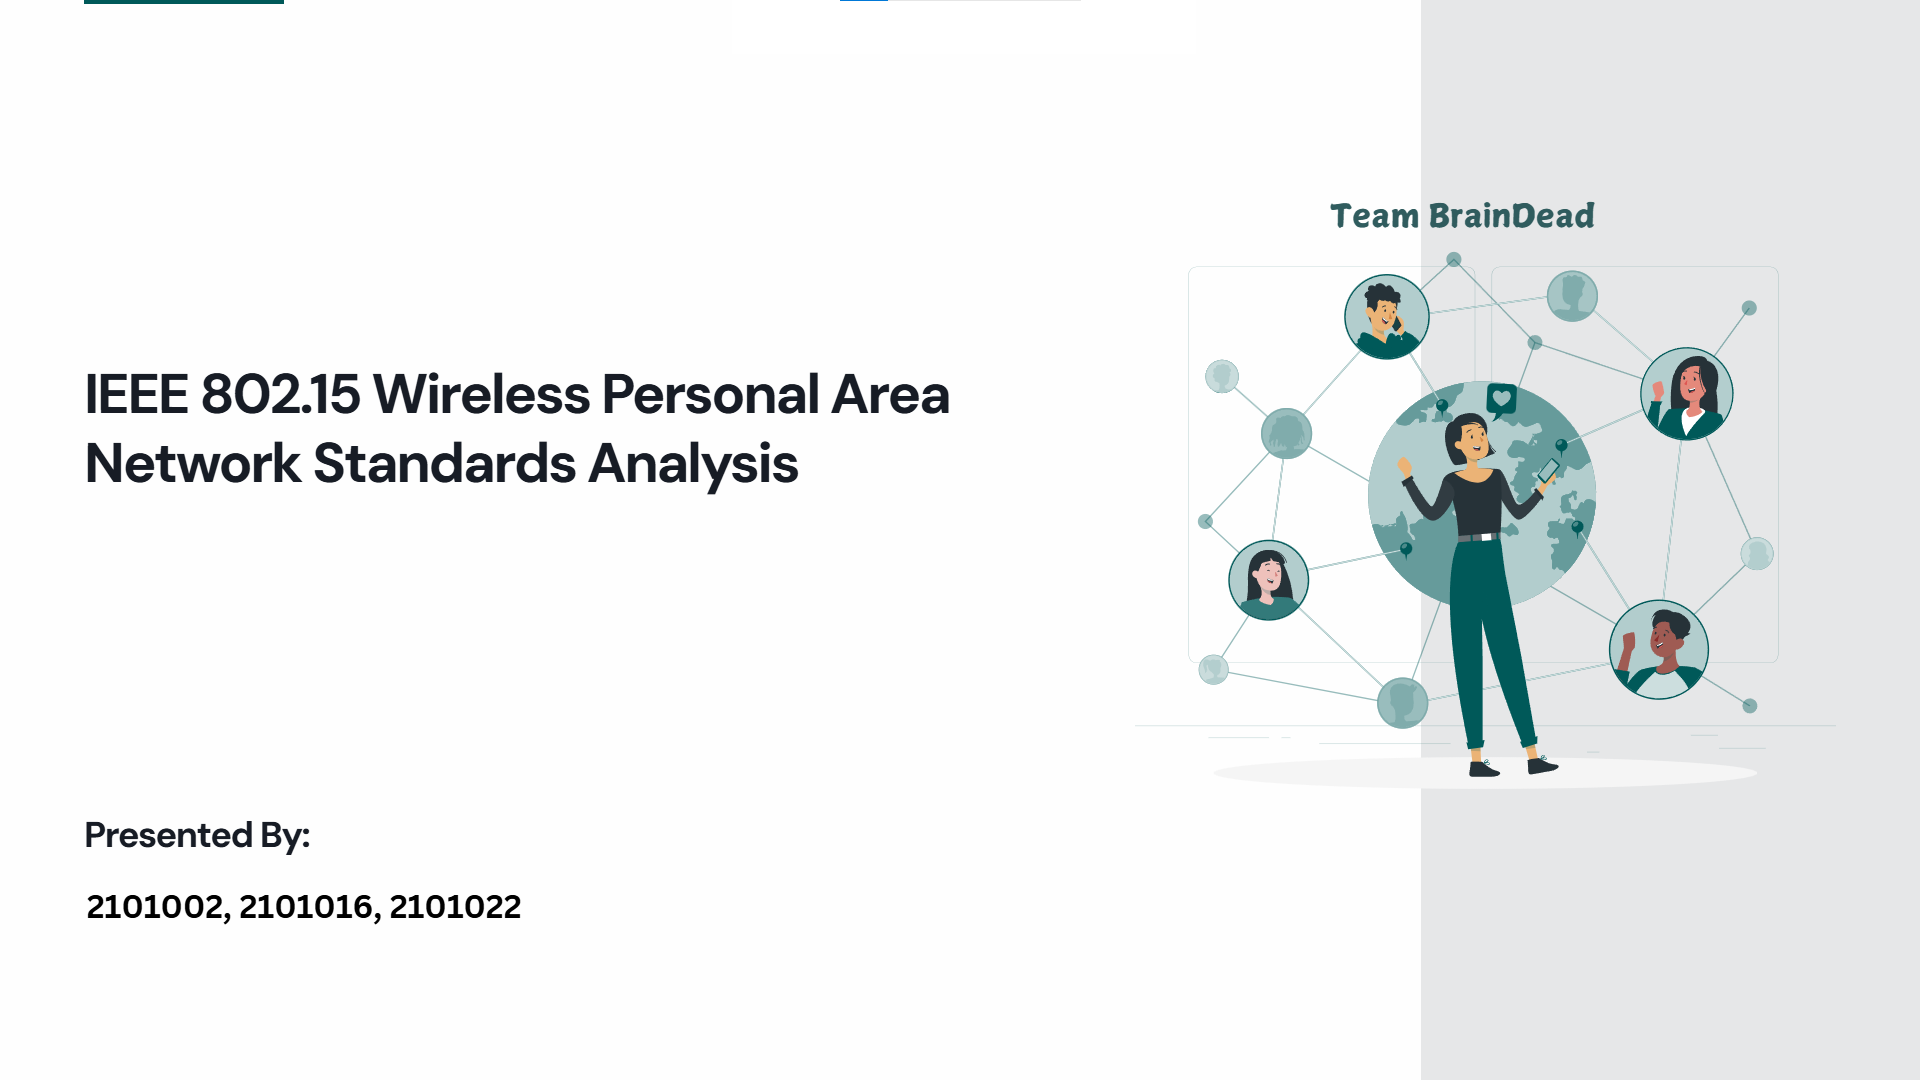 Team BrainDead
IEEE 802.15 Wireless Personal Area
Network Standards Analysis
Presented By:
2101002, 2101016, 2101022